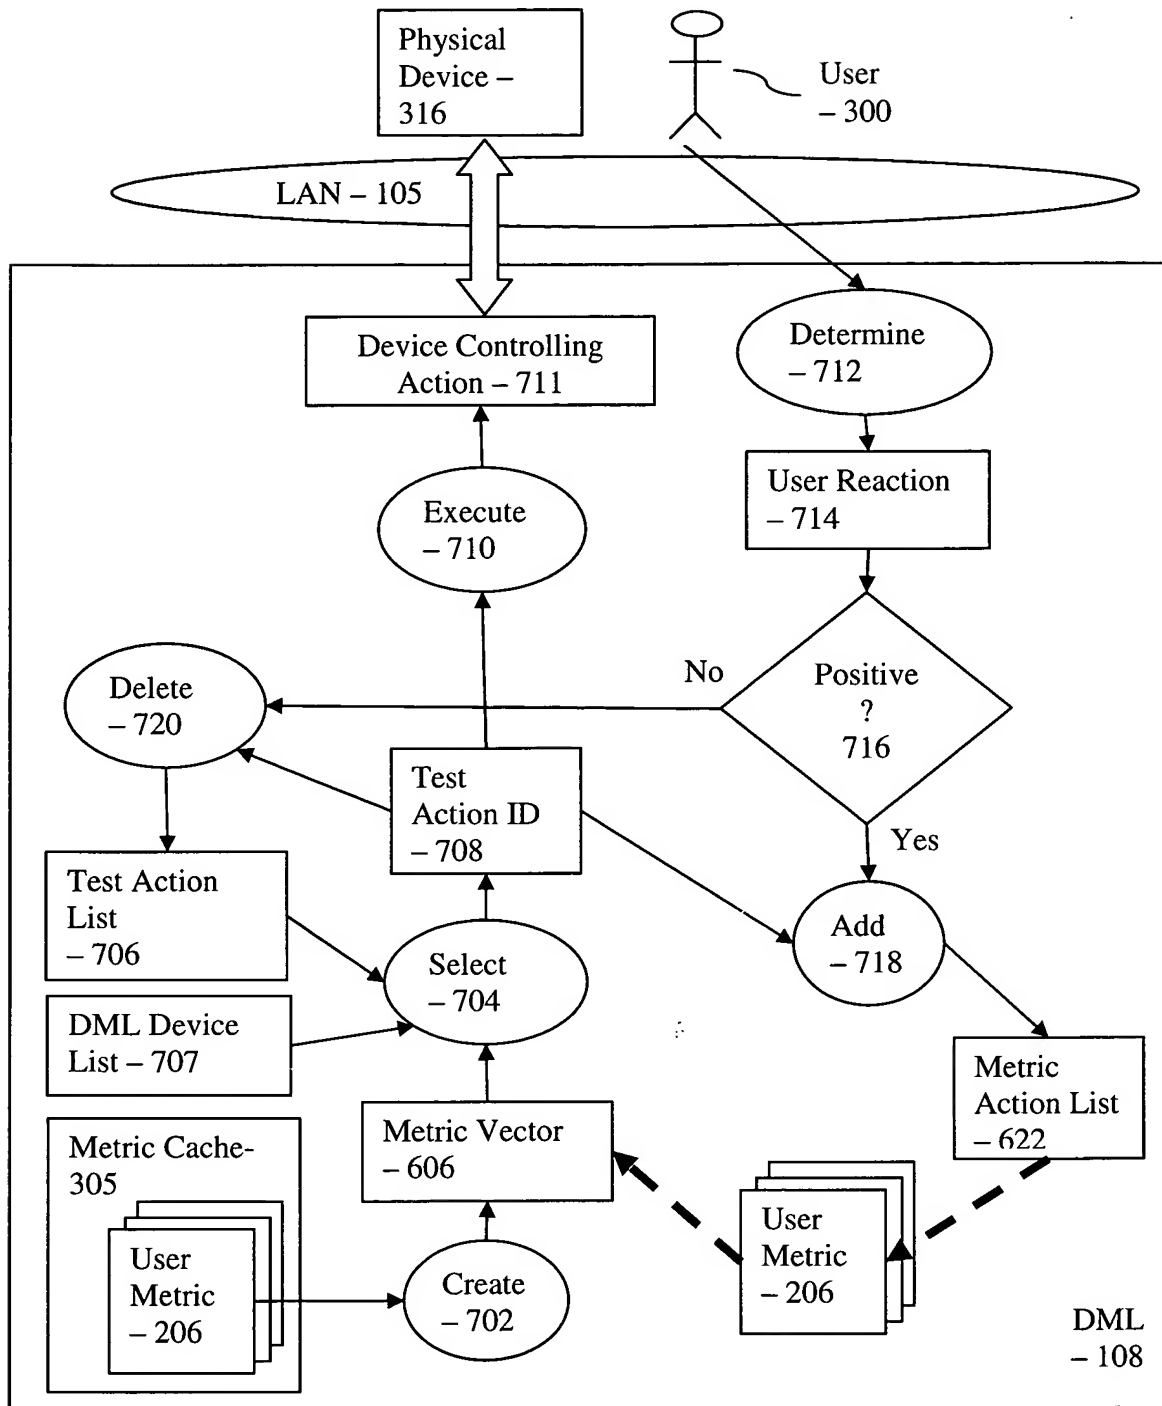 Physical
Device –
316
User
– 300
LAN – 105
Device Controlling
Action – 711
Determine
– 712
User Reaction
– 714
Execute
– 710
Positive
?
716
No
Yes
Delete
– 720
Test
Action ID
– 708
Test Action
List
– 706
Add
– 718
Select
– 704
DML Device
List – 707
Metric
Action List
– 622
Metric Vector
– 606
Metric Cache-
305
User
Metric
– 206
Create
– 702
User
Metric
– 206
DML
– 108